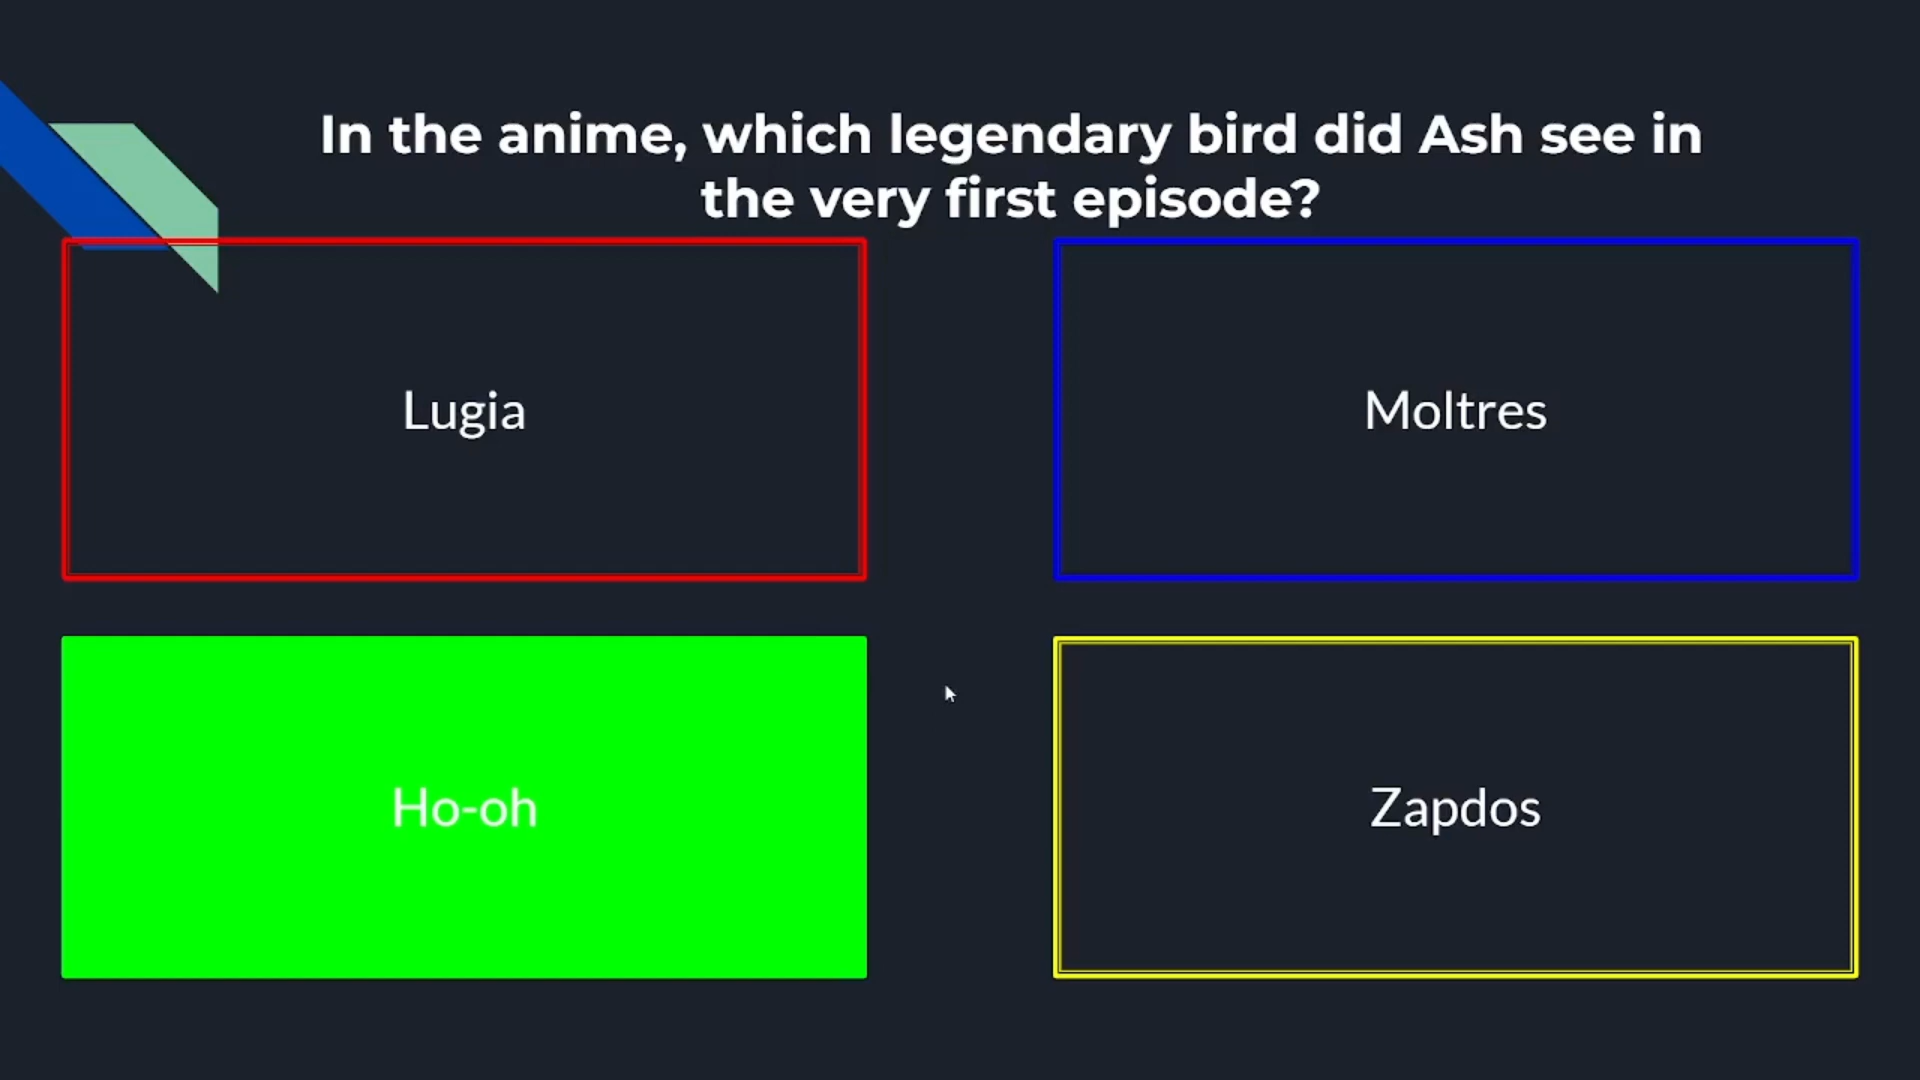 In the anime, which legendary bird did Ash see in
the very first episode?
Lugia
Moltres
Ho-oh
Zapdos